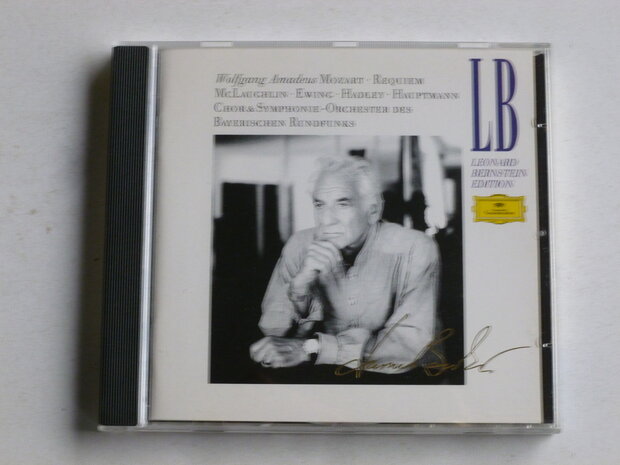 Wolfgang Amadeus MOZART · REQUIEM
MCLAUGHLIN · EWING · HADLEY · HAUPTMANN
CHOR & SYMPHONIE-ORCHESTER DES
BAYERISCHEN RUNDFUNKS
LB
LEONARD
BERNSTEIN
EDITION